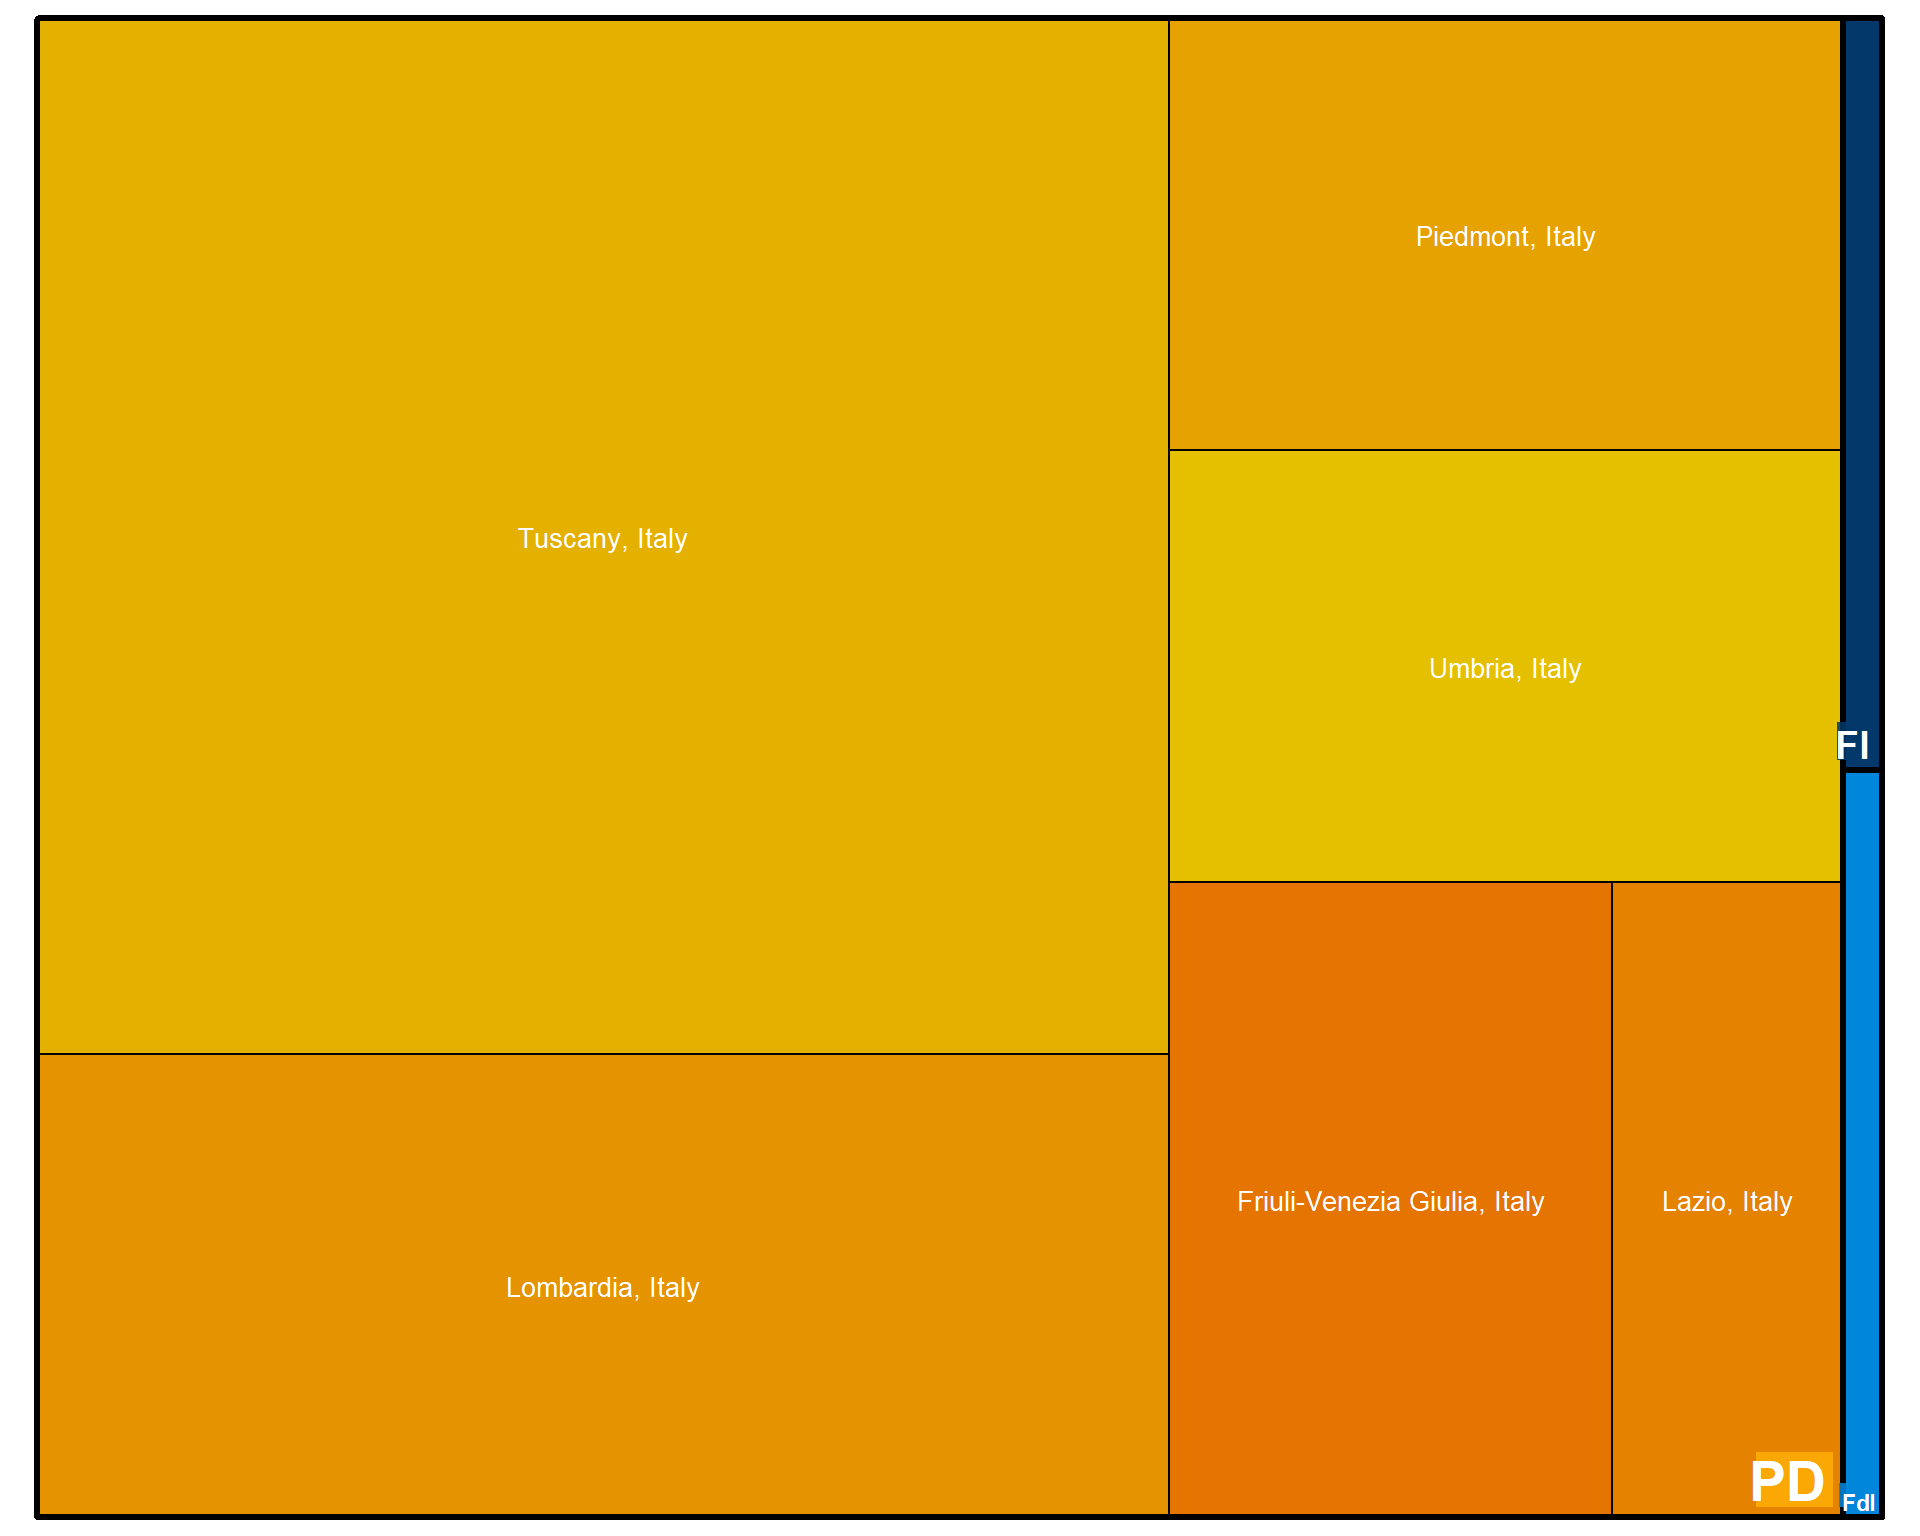 Tuscany, Italy
Lombardia, Italy
Piedmont, Italy
Umbria, Italy
Friuli-Venezia Giulia, Italy
Lazio, Italy
PD
FI
FdI